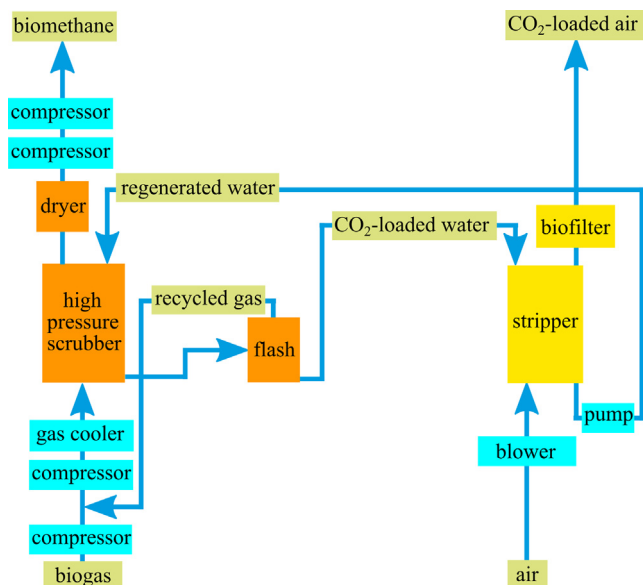 biomethane
CO₂-loaded air
compressor
compressor
regenerated water
dryer
CO₂-loaded water
biofilter
high
pressure
scrubber
recycled gas
flash
stripper
gas cooler
pump
compressor
blower
compressor
biogas
air